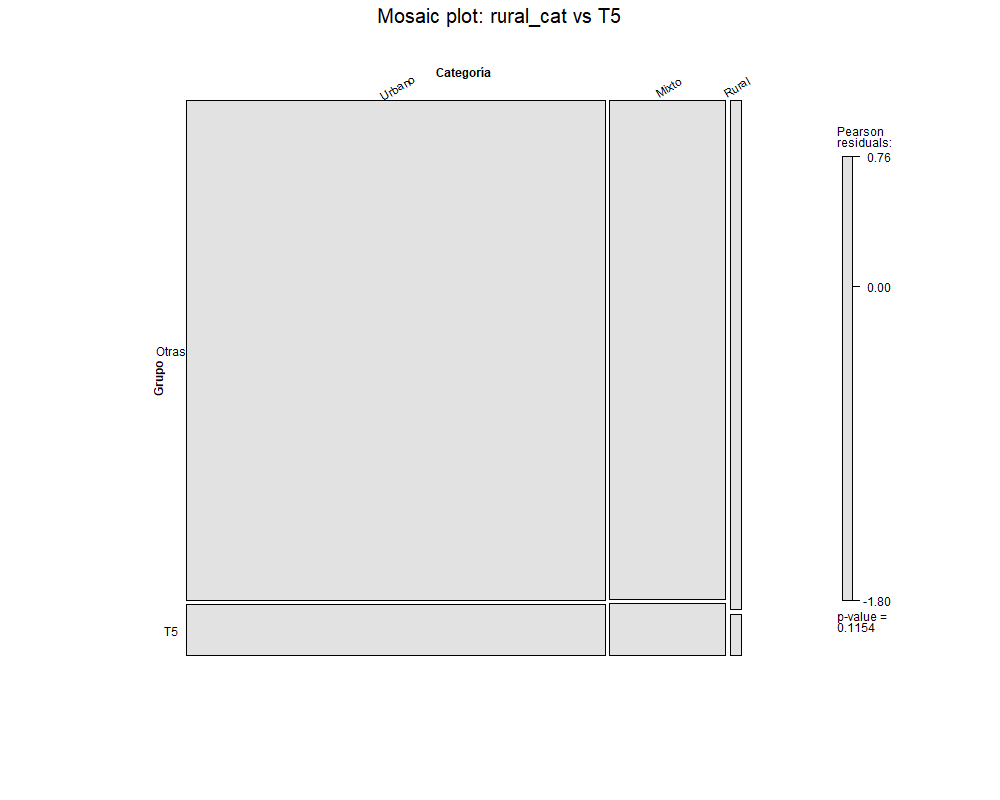 Mosaic plot: rural_cat vs T5
Categoría
Urbano
Mixto
Rural
Pearson
residuals:
0.76
0.00
-1.80
p-value =
0.1154
Grupo
Otras
T5